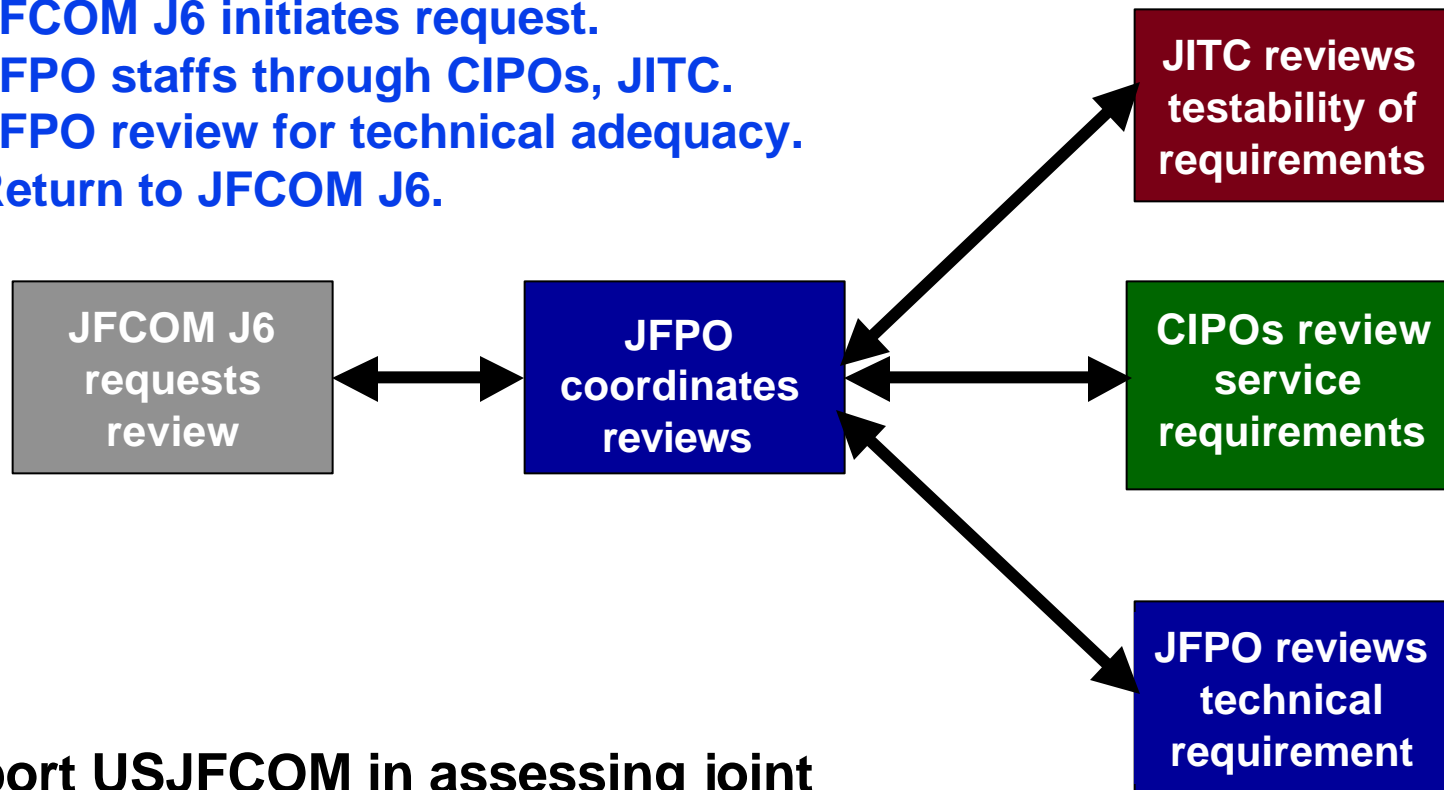 FCOM J6 initiates request.
FPO staffs through CIPOs, JITC.
FPO review for technical adequacy.
Return to JFCOM J6.
JITC reviews
testability of
requirements
JFCOM J6
requests
review
JFPO
coordinates
reviews
CIPOs review
service
requirements
JFPO reviews
technical
requirement
port USJFCOM in assessing joint